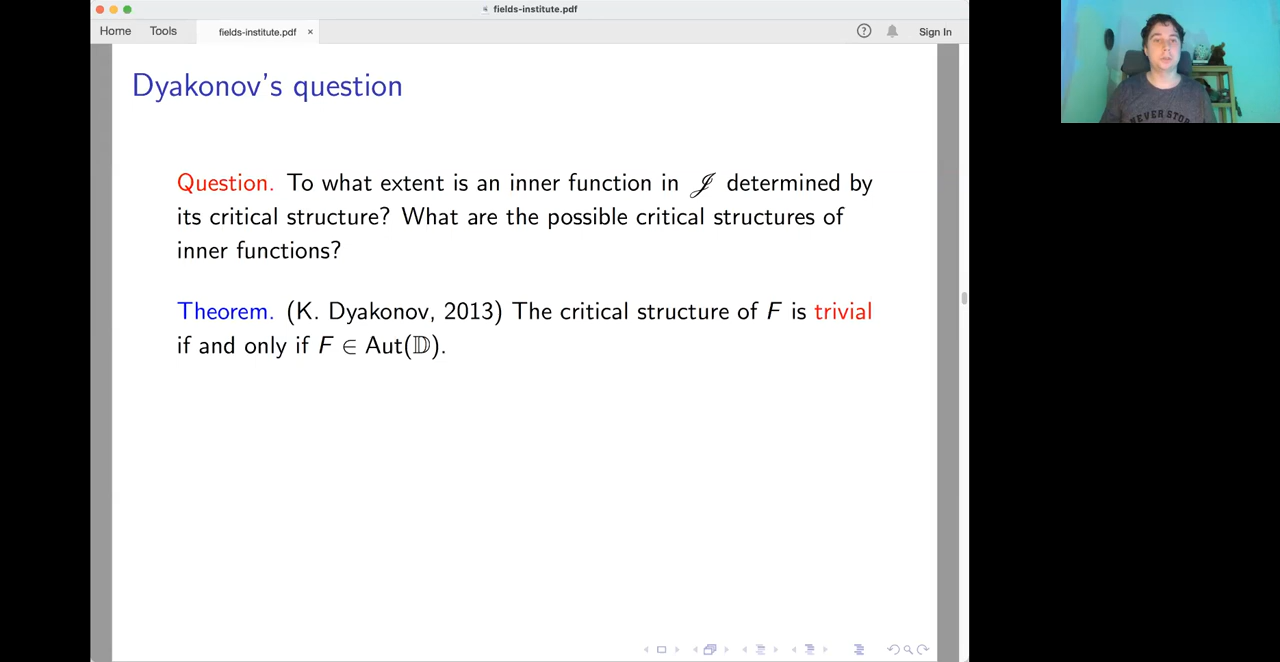 fields-institute.pdf
Home Tools fields-institute.pdf × Sign In
Dyakonov's question
Question. To what extent is an inner function in 𝒥 determined by
its critical structure? What are the possible critical structures of
inner functions?
Theorem. (K. Dyakonov, 2013) The critical structure of F is trivial
if and only if F ∈ Aut(𝔻).
NEVER STOP